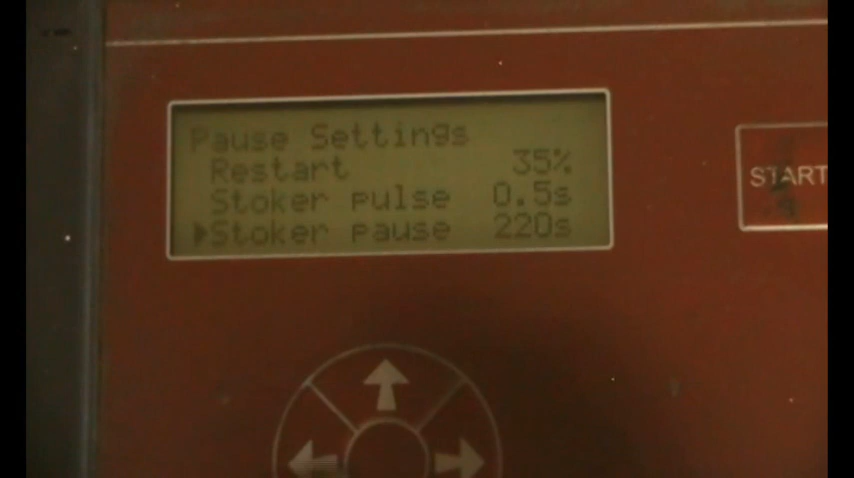 Pause Settings
Restart 35%
Stoker pulse 0.5s
Stoker pause 220s
START